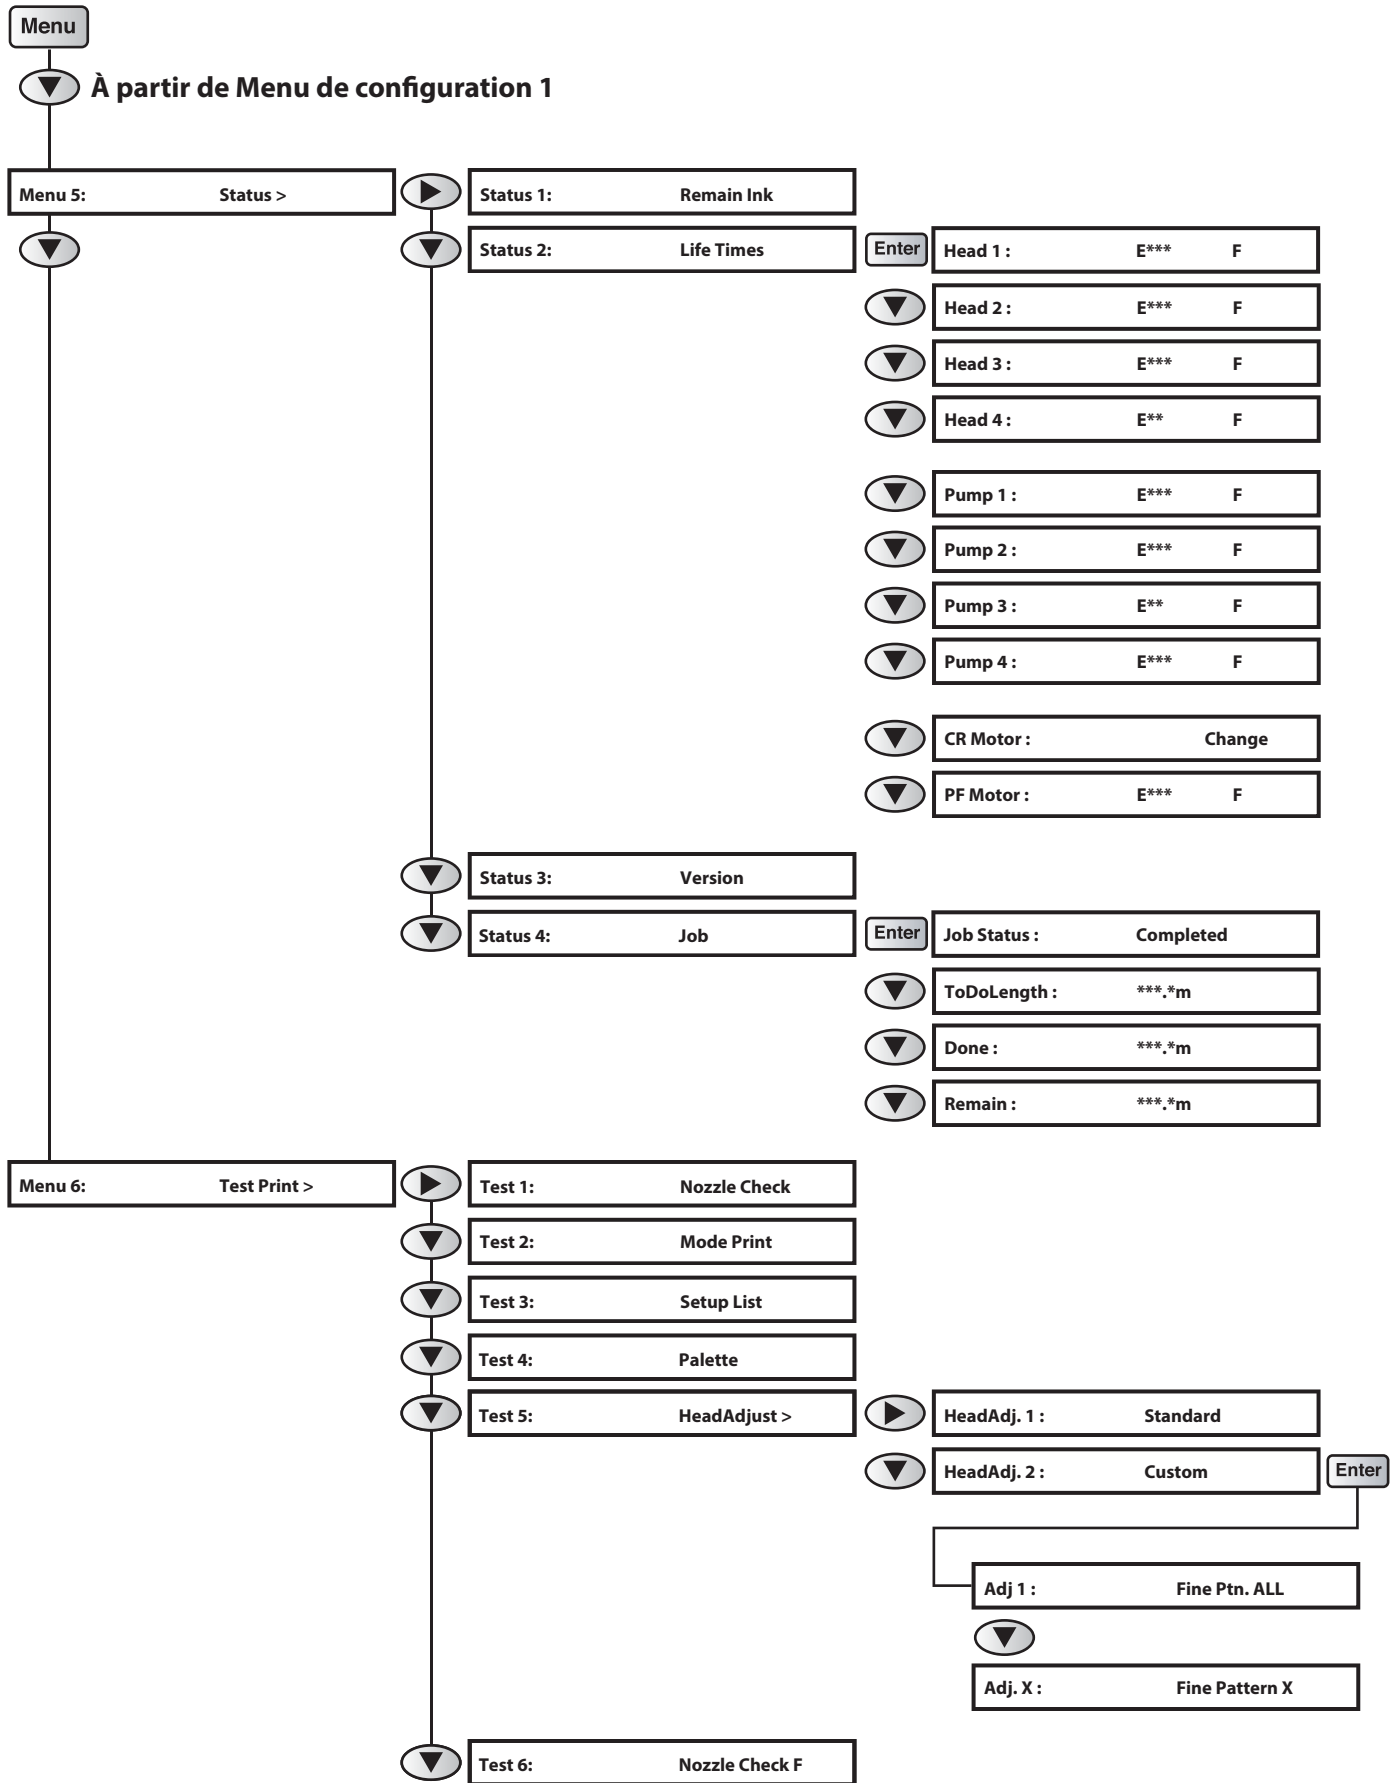 Menu
À partir de Menu de configuration 1
Menu 5: Status >
Status 1: Remain Ink
Status 2: Life Times
Enter
Head 1 : E*** F
Head 2 : E*** F
Head 3 : E*** F
Head 4 : E** F
Pump 1 : E*** F
Pump 2 : E*** F
Pump 3 : E** F
Pump 4 : E*** F
CR Motor : Change
PF Motor : E*** F
Status 3: Version
Status 4: Job
Enter
Job Status : Completed
ToDoLength : ***.*m
Done : ***.*m
Remain : ***.*m
Menu 6: Test Print >
Test 1: Nozzle Check
Test 2: Mode Print
Test 3: Setup List
Test 4: Palette
Test 5: HeadAdjust >
HeadAdj. 1 : Standard
HeadAdj. 2 : Custom
Enter
Adj 1 : Fine Ptn. ALL
Adj. X : Fine Pattern X
Test 6: Nozzle Check F